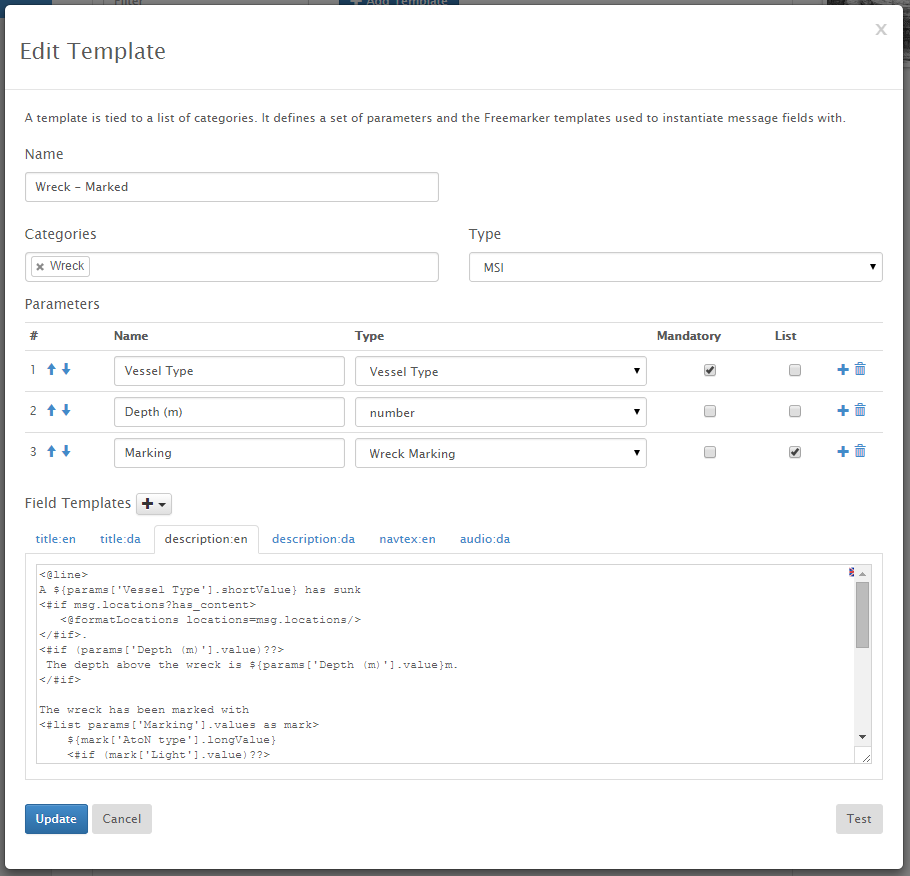 Filter
+ Add Template
x
Edit Template
A template is tied to a list of categories. It defines a set of parameters and the Freemarker templates used to instantiate message fields with.
Name
Wreck - Marked
Categories
Type
× Wreck
MSI
Parameters
# Name Type Mandatory List
1 Vessel Type Vessel Type
2 Depth (m) number
3 Marking Wreck Marking
Field Templates
title:en title:da description:en description:da navtex:en audio:da
<@line>
A ${params['Vessel Type'].shortValue} has sunk
<#if msg.locations?has_content>
<@formatLocations locations=msg.locations/>
</#if>.
<#if (params['Depth (m)'].value)??>
The depth above the wreck is ${params['Depth (m)'].value}m.
</#if>
The wreck has been marked with
<#list params['Marking'].values as mark>
${mark['AtoN type'].longValue}
<#if (mark['Light'].value)??>
Update Cancel Test